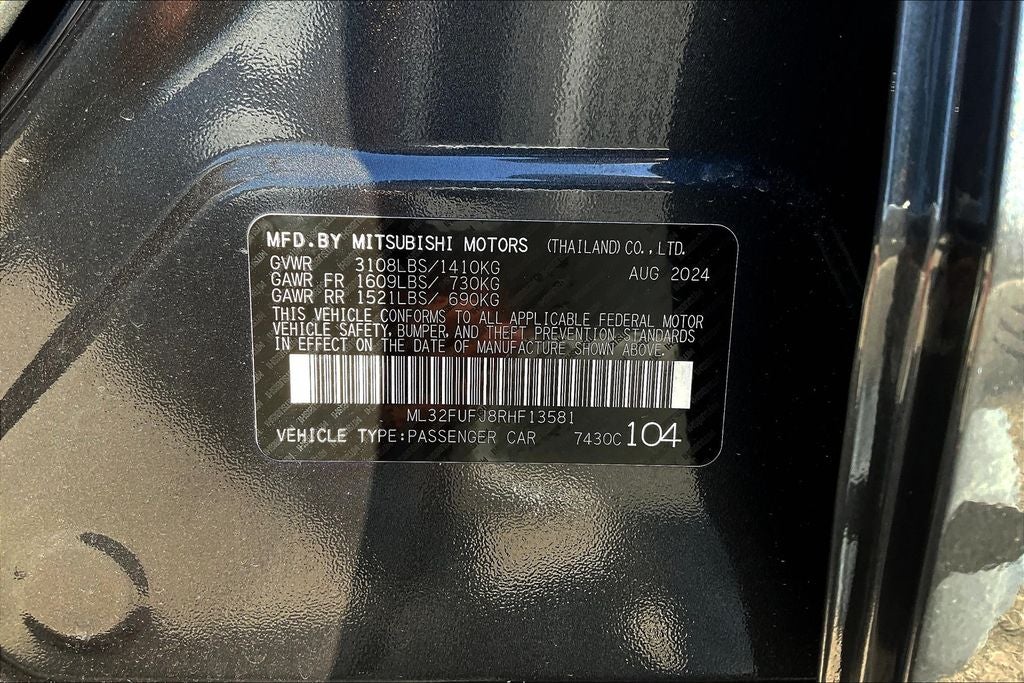 MFD.BY MITSUBISHI MOTORS (THAILAND) CO., LTD.
GVWR 3108LBS/1410KG AUG 2024
GAWR FR 1609LBS/ 730KG
GAWR RR 1521LBS/ 690KG
THIS VEHICLE CONFORMS TO ALL APPLICABLE FEDERAL MOTOR
VEHICLE SAFETY, BUMPER, AND THEFT PREVENTION STANDARDS
IN EFFECT ON THE DATE OF MANUFACTURE SHOWN ABOVE.
ML32FUFJ8RHF13581
VEHICLE TYPE:PASSENGER CAR 7430C 104